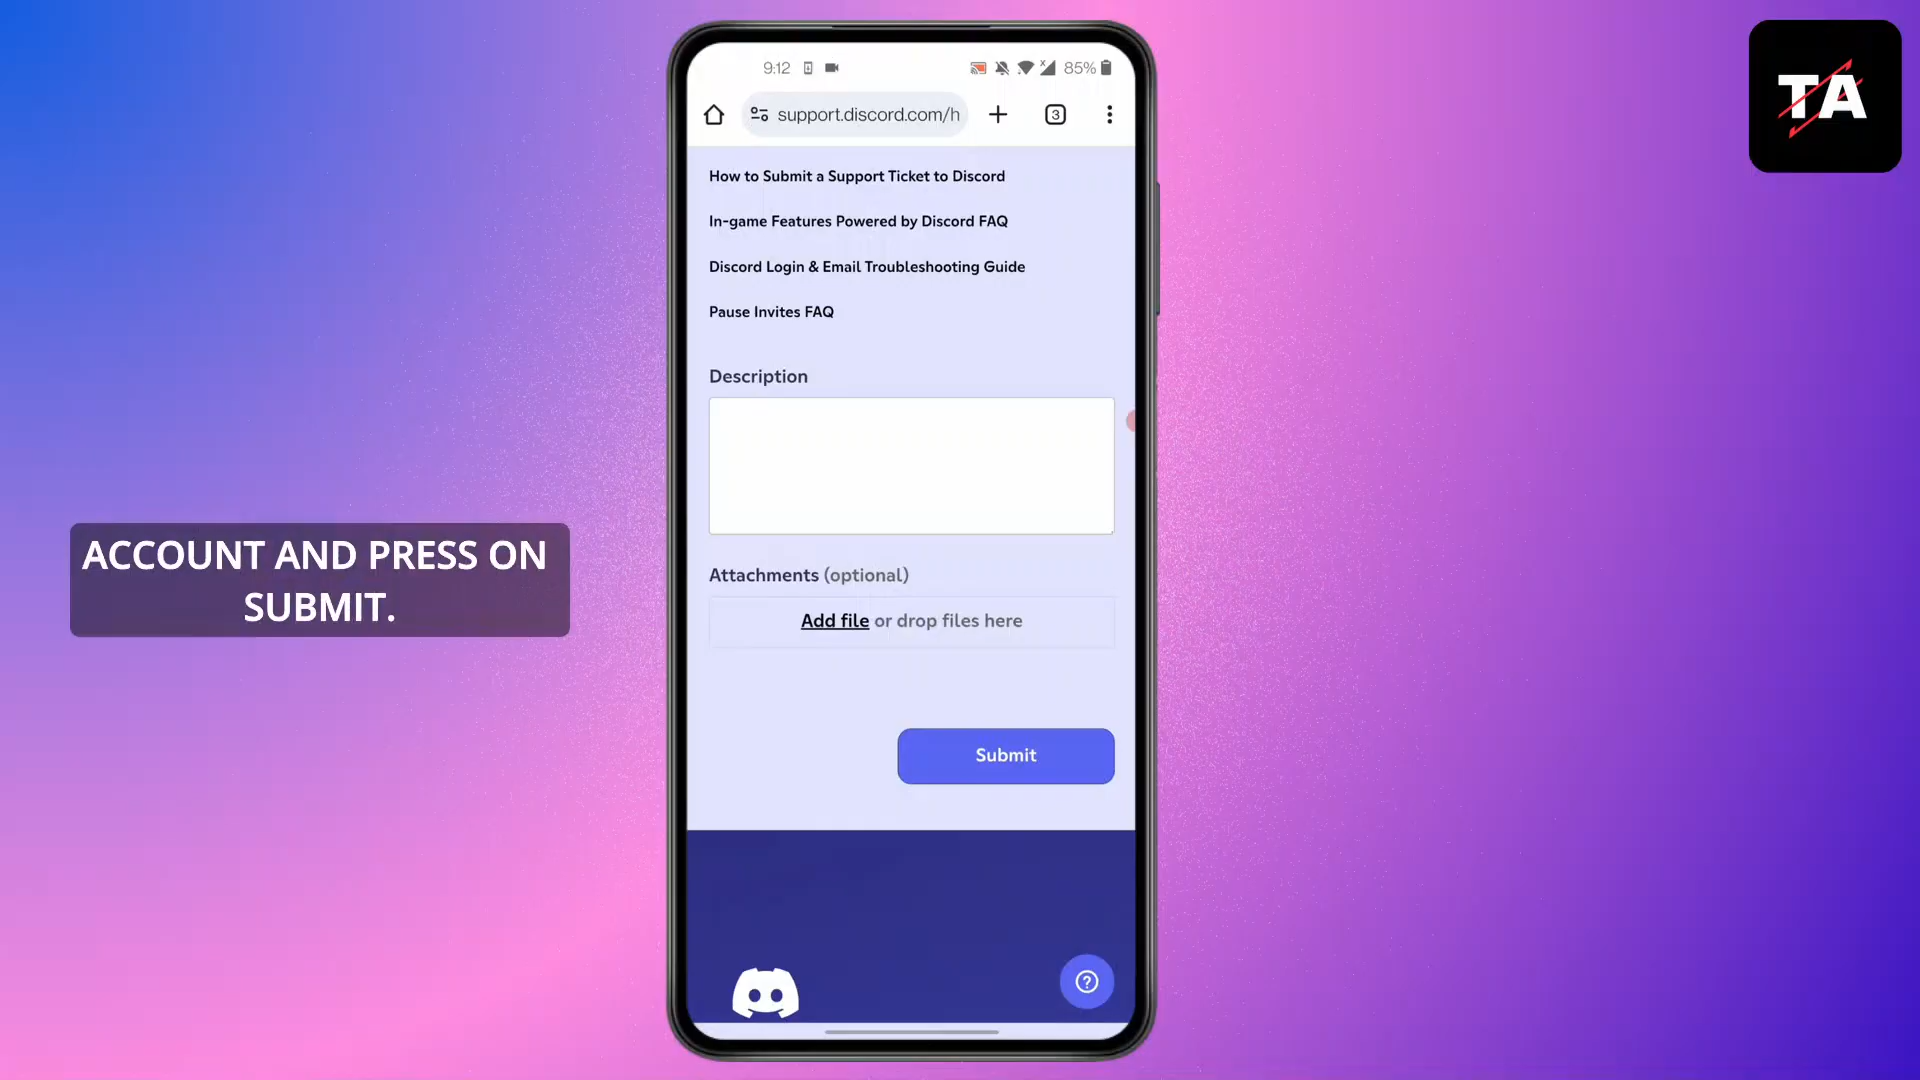 TA
9:12
85%
support.discord.com/h
3
How to Submit a Support Ticket to Discord
In-game Features Powered by Discord FAQ
Discord Login & Email Troubleshooting Guide
Pause Invites FAQ
Description
ACCOUNT AND PRESS ON
SUBMIT.
Attachments (optional)
Add file or drop files here
Submit